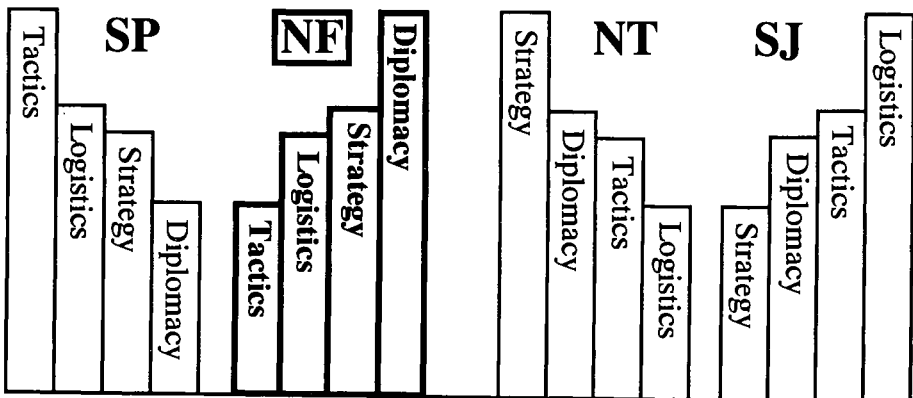 SP
Tactics
Logistics
Strategy
Diplomacy
NF
Tactics
Logistics
Strategy
Diplomacy
NT
Strategy
Diplomacy
Tactics
Logistics
SJ
Strategy
Diplomacy
Tactics
Logistics